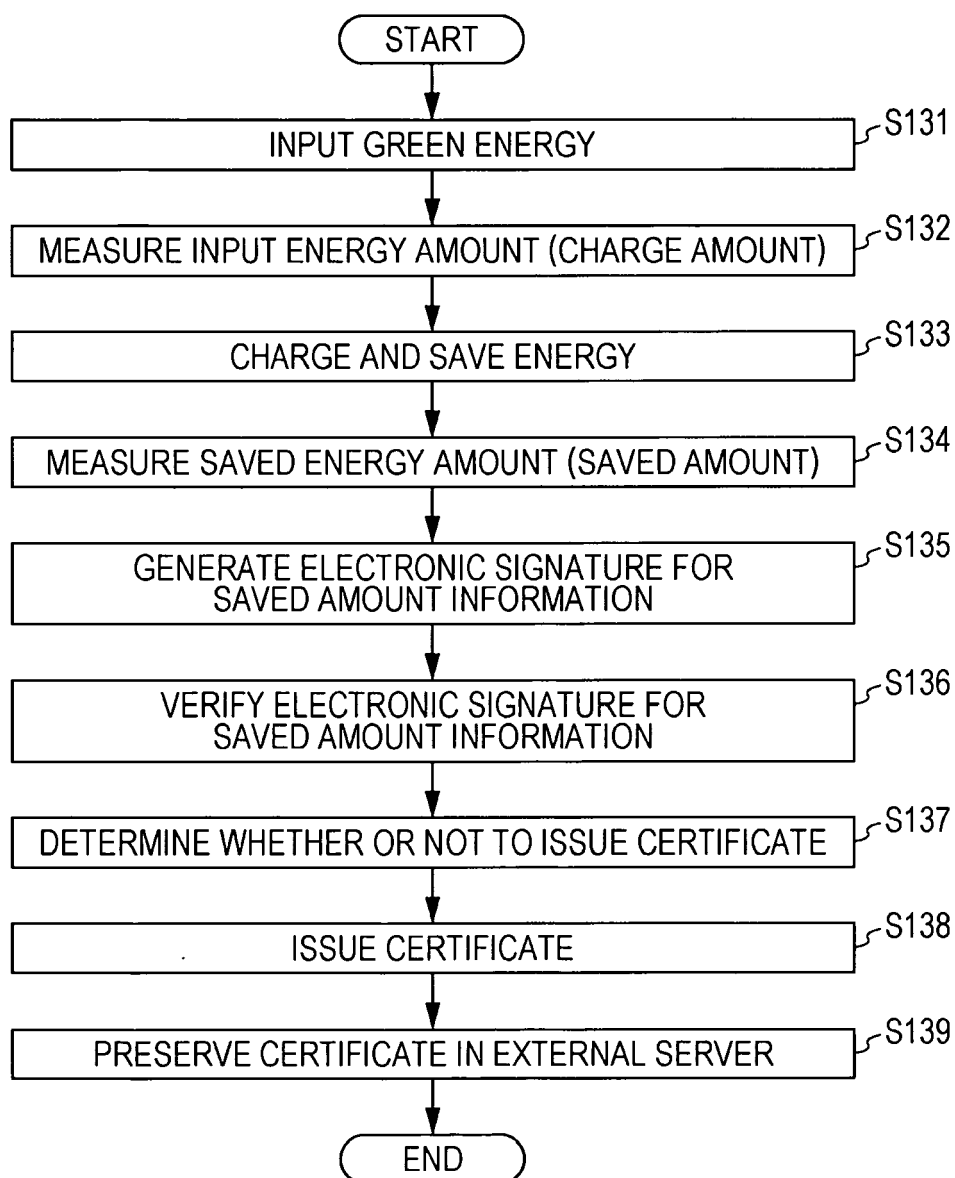 START
S131
INPUT GREEN ENERGY
S132
MEASURE INPUT ENERGY AMOUNT (CHARGE AMOUNT)
S133
CHARGE AND SAVE ENERGY
S134
MEASURE SAVED ENERGY AMOUNT (SAVED AMOUNT)
S135
GENERATE ELECTRONIC SIGNATURE FOR
SAVED AMOUNT INFORMATION
S136
VERIFY ELECTRONIC SIGNATURE FOR
SAVED AMOUNT INFORMATION
S137
DETERMINE WHETHER OR NOT TO ISSUE CERTIFICATE
S138
ISSUE CERTIFICATE
S139
PRESERVE CERTIFICATE IN EXTERNAL SERVER
END